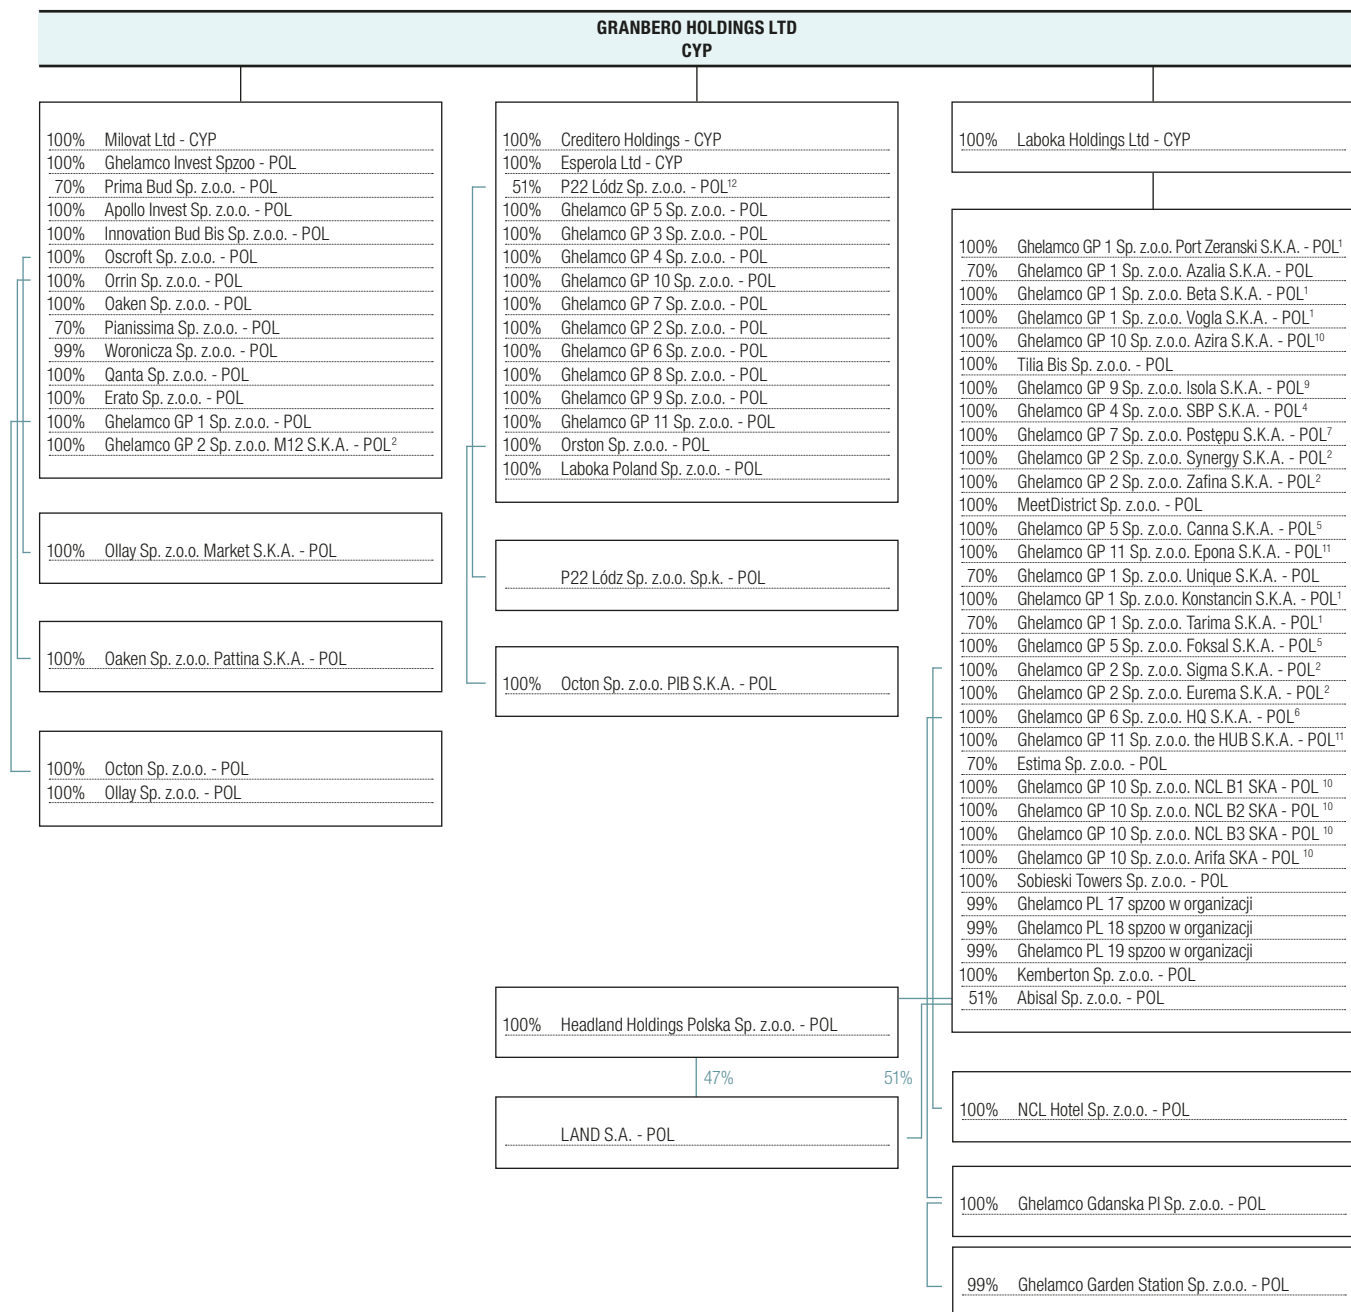 GRANBERO HOLDINGS LTD
CYP
100% Milovat Ltd - CYP
100% Ghelamco Invest Spzoo - POL
70% Prima Bud Sp. z.o.o. - POL
100% Apollo Invest Sp. z.o.o. - POL
100% Innovation Bud Bis Sp. z.o.o. - POL
100% Oscroft Sp. z.o.o. - POL
100% Orrin Sp. z.o.o. - POL
100% Oaken Sp. z.o.o. - POL
70% Pianissima Sp. z.o.o. - POL
99% Woronicza Sp. z.o.o. - POL
100% Qanta Sp. z.o.o. - POL
100% Erato Sp. z.o.o. - POL
100% Ghelamco GP 1 Sp. z.o.o. - POL
100% Ghelamco GP 2 Sp. z.o.o. M12 S.K.A. - POL²
100% Ollay Sp. z.o.o. Market S.K.A. - POL
100% Oaken Sp. z.o.o. Pattina S.K.A. - POL
100% Octon Sp. z.o.o. - POL
100% Ollay Sp. z.o.o. - POL
100% Creditero Holdings - CYP
100% Esperola Ltd - CYP
51% P22 Lódz Sp. z.o.o. - POL¹²
100% Ghelamco GP 5 Sp. z.o.o. - POL
100% Ghelamco GP 3 Sp. z.o.o. - POL
100% Ghelamco GP 4 Sp. z.o.o. - POL
100% Ghelamco GP 10 Sp. z.o.o. - POL
100% Ghelamco GP 7 Sp. z.o.o. - POL
100% Ghelamco GP 2 Sp. z.o.o. - POL
100% Ghelamco GP 6 Sp. z.o.o. - POL
100% Ghelamco GP 8 Sp. z.o.o. - POL
100% Ghelamco GP 9 Sp. z.o.o. - POL
100% Ghelamco GP 11 Sp. z.o.o. - POL
100% Orston Sp. z.o.o. - POL
100% Laboka Poland Sp. z.o.o. - POL
P22 Lódz Sp. z.o.o. Sp.k. - POL
100% Octon Sp. z.o.o. PIB S.K.A. - POL
100% Headland Holdings Polska Sp. z.o.o. - POL
47%
51%
LAND S.A. - POL
100% Laboka Holdings Ltd - CYP
100% Ghelamco GP 1 Sp. z.o.o. Port Zeranski S.K.A. - POL¹
70% Ghelamco GP 1 Sp. z.o.o. Azalia S.K.A. - POL
100% Ghelamco GP 1 Sp. z.o.o. Beta S.K.A. - POL¹
100% Ghelamco GP 1 Sp. z.o.o. Vogla S.K.A. - POL¹
100% Ghelamco GP 10 Sp. z.o.o. Azira S.K.A. - POL¹⁰
100% Tilia Bis Sp. z.o.o. - POL
100% Ghelamco GP 9 Sp. z.o.o. Isola S.K.A. - POL⁹
100% Ghelamco GP 4 Sp. z.o.o. SBP S.K.A. - POL⁴
100% Ghelamco GP 7 Sp. z.o.o. Postępu S.K.A. - POL⁷
100% Ghelamco GP 2 Sp. z.o.o. Synergy S.K.A. - POL²
100% Ghelamco GP 2 Sp. z.o.o. Zafina S.K.A. - POL²
100% MeetDistrict Sp. z.o.o. - POL
100% Ghelamco GP 5 Sp. z.o.o. Canna S.K.A. - POL⁵
100% Ghelamco GP 11 Sp. z.o.o. Epona S.K.A. - POL¹¹
70% Ghelamco GP 1 Sp. z.o.o. Unique S.K.A. - POL
100% Ghelamco GP 1 Sp. z.o.o. Konstancin S.K.A. - POL¹
70% Ghelamco GP 1 Sp. z.o.o. Tarima S.K.A. - POL¹
100% Ghelamco GP 5 Sp. z.o.o. Foksal S.K.A. - POL⁵
100% Ghelamco GP 2 Sp. z.o.o. Sigma S.K.A. - POL²
100% Ghelamco GP 2 Sp. z.o.o. Eurema S.K.A. - POL²
100% Ghelamco GP 6 Sp. z.o.o. HQ S.K.A. - POL⁶
100% Ghelamco GP 11 Sp. z.o.o. the HUB S.K.A. - POL¹¹
70% Estima Sp. z.o.o. - POL
100% Ghelamco GP 10 Sp. z.o.o. NCL B1 SKA - POL ¹⁰
100% Ghelamco GP 10 Sp. z.o.o. NCL B2 SKA - POL ¹⁰
100% Ghelamco GP 10 Sp. z.o.o. NCL B3 SKA - POL ¹⁰
100% Ghelamco GP 10 Sp. z.o.o. Arifa SKA - POL ¹⁰
100% Sobieski Towers Sp. z.o.o. - POL
99% Ghelamco PL 17 spzoo w organizacji
99% Ghelamco PL 18 spzoo w organizacji
99% Ghelamco PL 19 spzoo w organizacji
100% Kemberton Sp. z.o.o. - POL
51% Abisal Sp. z.o.o. - POL
100% NCL Hotel Sp. z.o.o. - POL
100% Ghelamco Gdanska PI Sp. z.o.o. - POL
99% Ghelamco Garden Station Sp. z.o.o. - POL